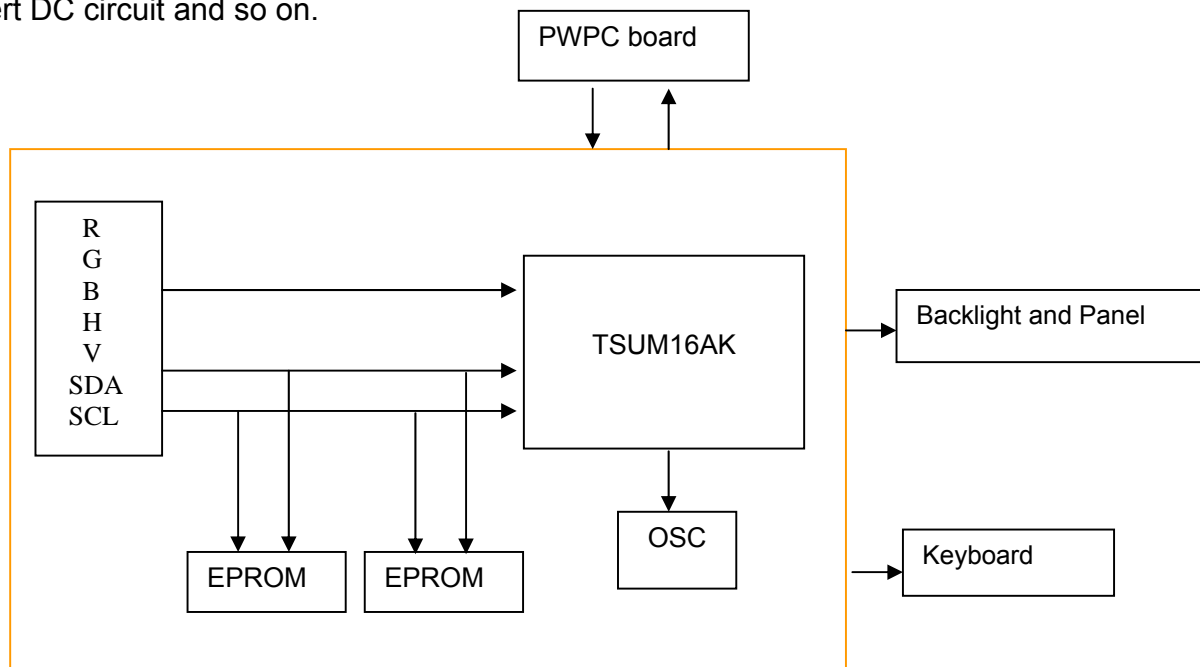 ert DC circuit and so on.
PWPC board
R
G
B
H
V
SDA
SCL
TSUM16AK
Backlight and Panel
OSC
Keyboard
EPROM
EPROM